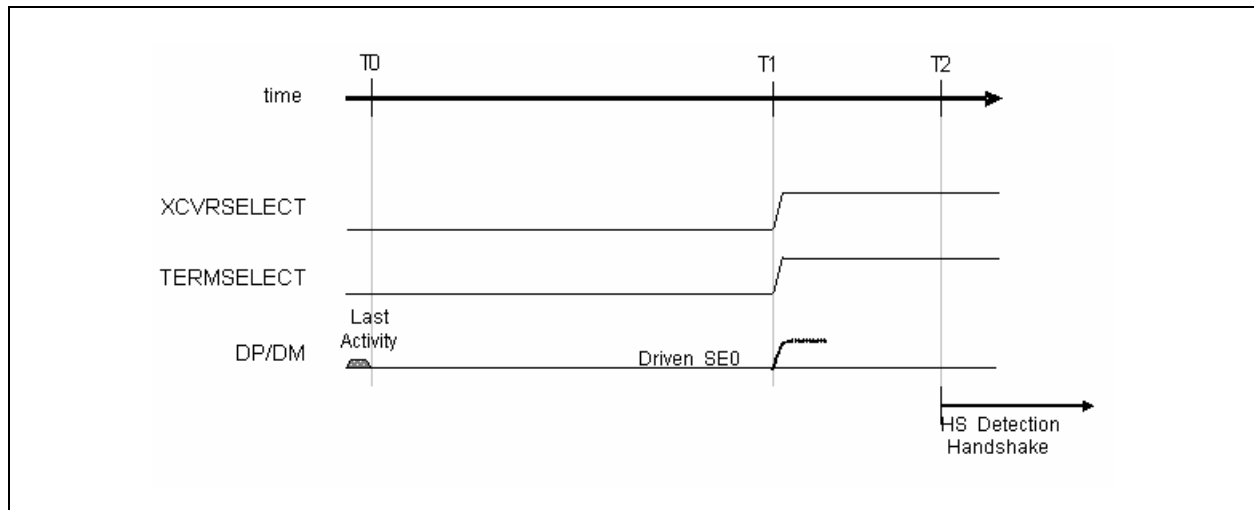 T0
T1
T2
time
XCVRSELECT
TERMSELECT
Last
Activity
DP/DM
Driven SE0
HS Detection
Handshake